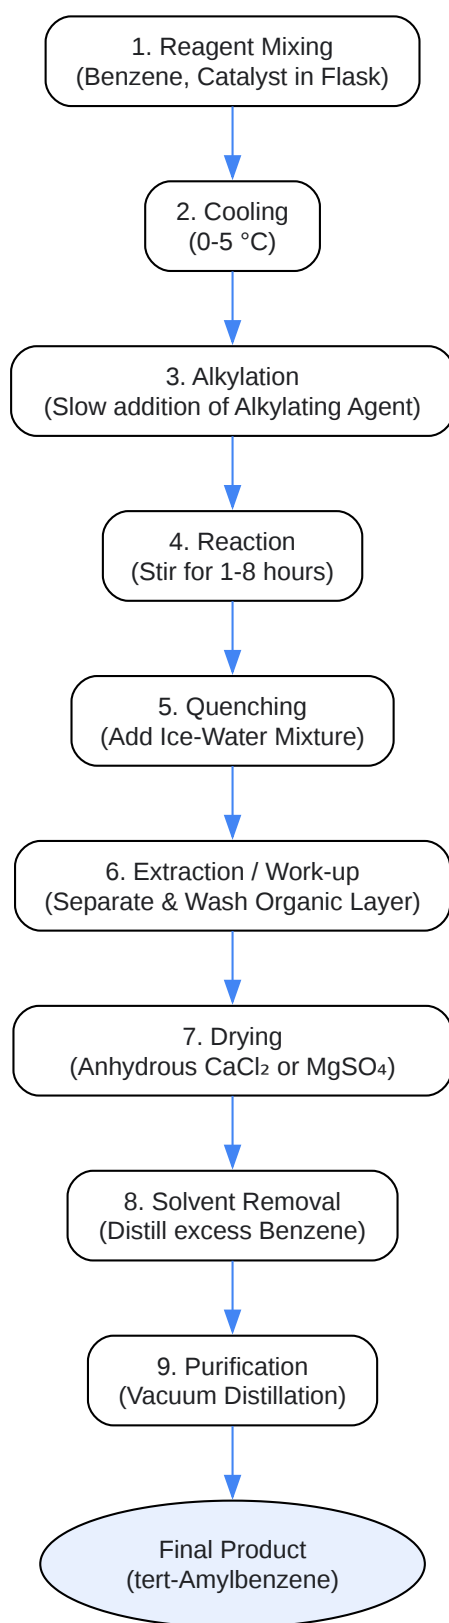 1. Reagent Mixing
(Benzene, Catalyst in Flask)
2. Cooling
(0-5 °C)
3. Alkylation
(Slow addition of Alkylating Agent)
4. Reaction
(Stir for 1-8 hours)
5. Quenching
(Add Ice-Water Mixture)
6. Extraction / Work-up
(Separate & Wash Organic Layer)
7. Drying
(Anhydrous CaCl₂ or MgSO₄)
8. Solvent Removal
(Distill excess Benzene)
9. Purification
(Vacuum Distillation)
Final Product
(tert-Amylbenzene)